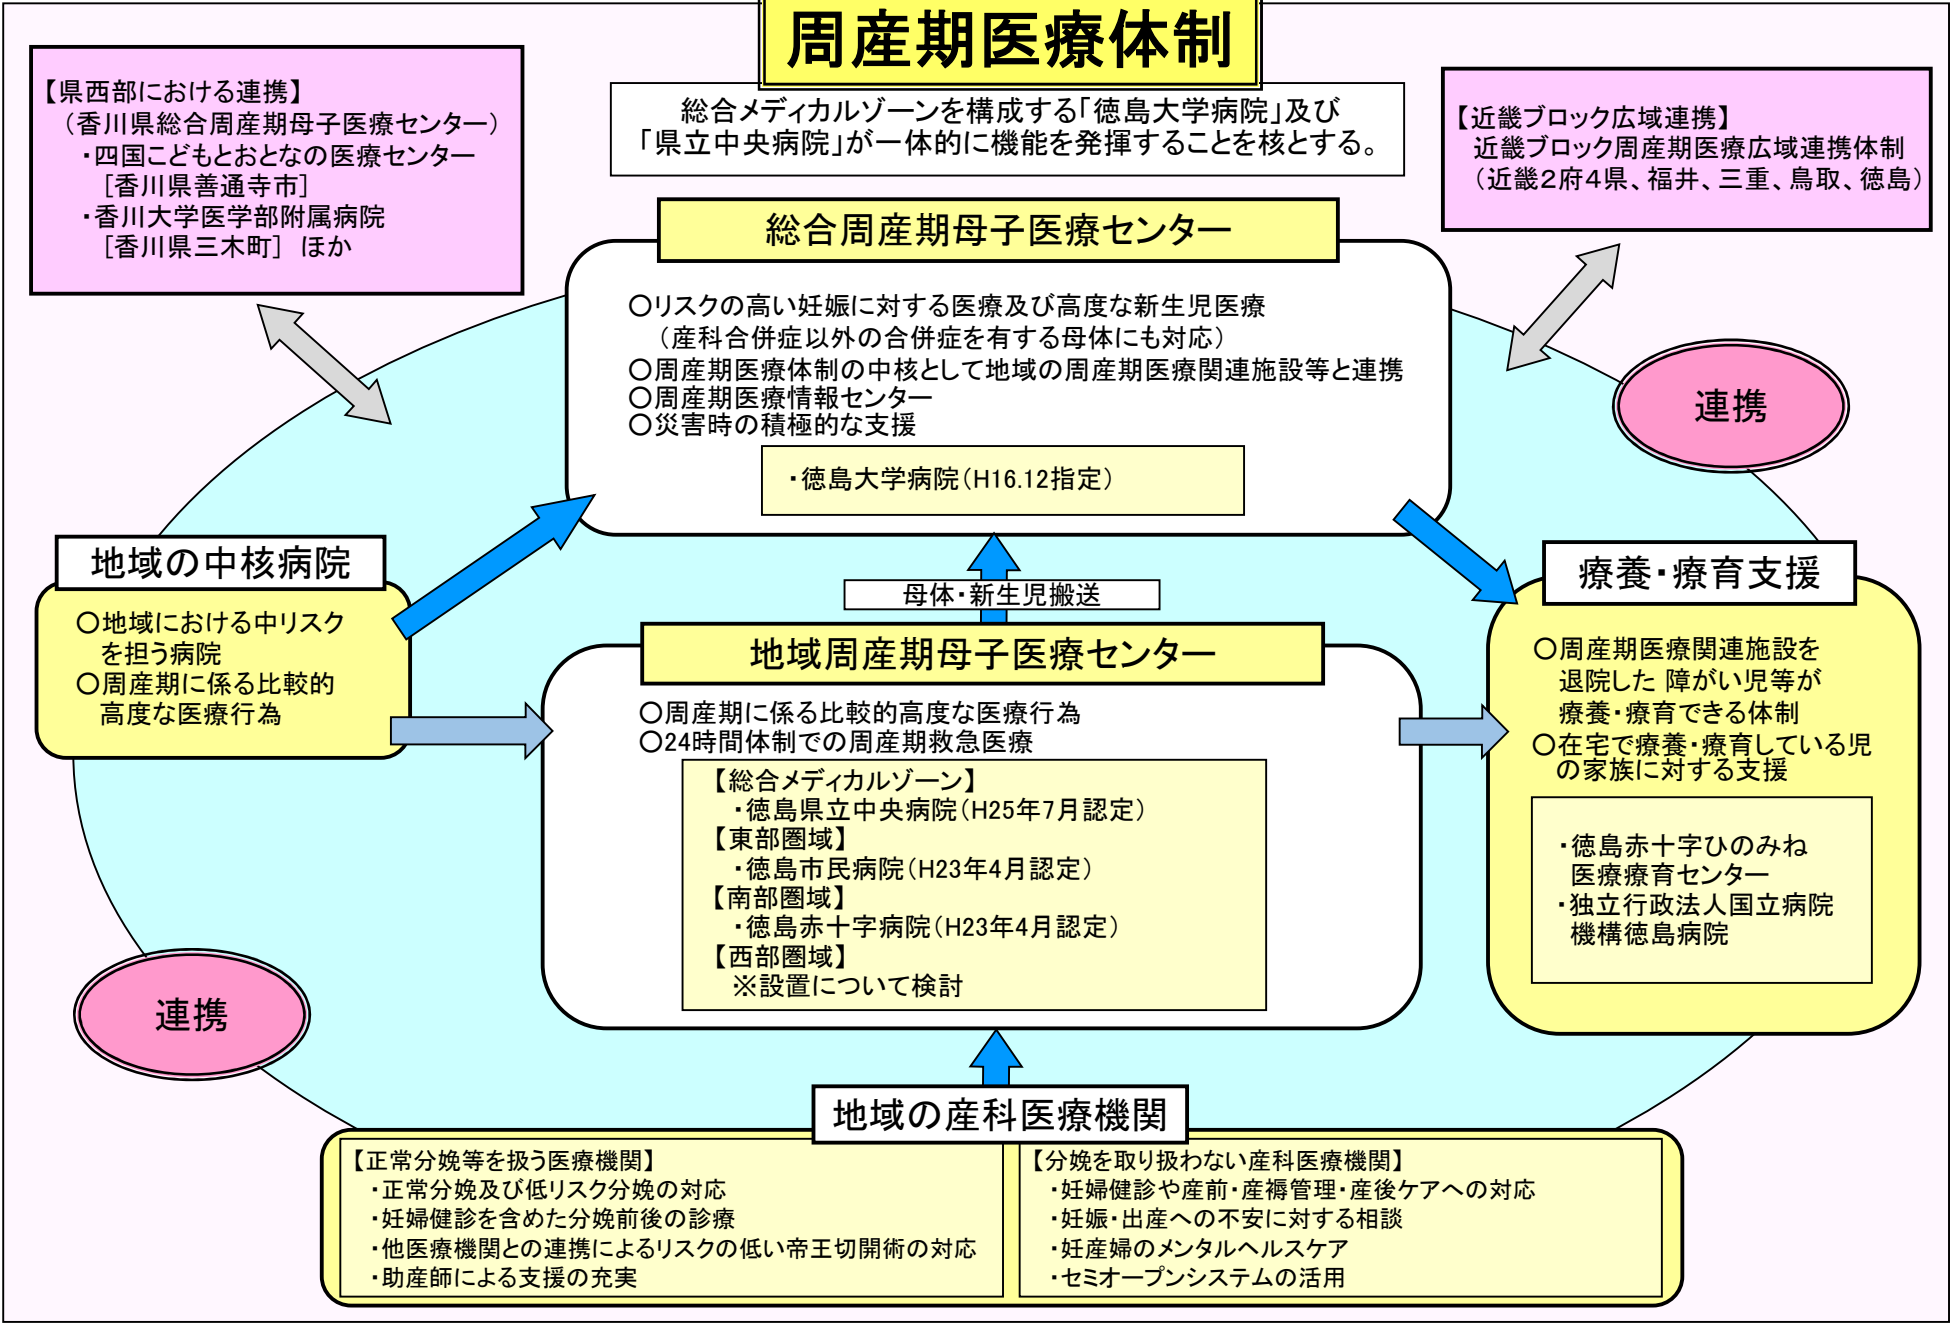 周産期医療体制
総合メディカルゾーンを構成する「徳島大学病院」及び
「県立中央病院」が一体的に機能を発揮することを核とする。
【県西部における連携】
（香川県総合周産期母子医療センター）
・四国こどもとおとなの医療センター
［香川県善通寺市］
・香川大学医学部附属病院
［香川県三木町］ ほか
【近畿ブロック広域連携】
近畿ブロック周産期医療広域連携体制
（近畿２府４県、福井、三重、鳥取、徳島）
総合周産期母子医療センター
○リスクの高い妊娠に対する医療及び高度な新生児医療
（産科合併症以外の合併症を有する母体にも対応）
○周産期医療体制の中核として地域の周産期医療関連施設等と連携
○周産期医療情報センター
○災害時の積極的な支援
・徳島大学病院（H16.12指定）
連携
地域の中核病院
○地域における中リスク
を担う病院
○周産期に係る比較的
高度な医療行為
母体・新生児搬送
地域周産期母子医療センター
○周産期に係る比較的高度な医療行為
○24時間体制での周産期救急医療
【総合メディカルゾーン】
・徳島県立中央病院（H25年7月認定）
【東部圏域】
・徳島市民病院（H23年4月認定）
【南部圏域】
・徳島赤十字病院（H23年4月認定）
【西部圏域】
※設置について検討
療養・療育支援
○周産期医療関連施設を
退院した 障がい児等が
療養・療育できる体制
○在宅で療養・療育している児
の家族に対する支援
・徳島赤十字ひのみね
医療療育センター
・独立行政法人国立病院
機構徳島病院
連携
地域の産科医療機関
【正常分娩等を扱う医療機関】
・正常分娩及び低リスク分娩の対応
・妊婦健診を含めた分娩前後の診療
・他医療機関との連携によるリスクの低い帝王切開術の対応
・助産師による支援の充実
【分娩を取り扱わない産科医療機関】
・妊婦健診や産前・産褥管理・産後ケアへの対応
・妊娠・出産への不安に対する相談
・妊産婦のメンタルヘルスケア
・セミオープンシステムの活用